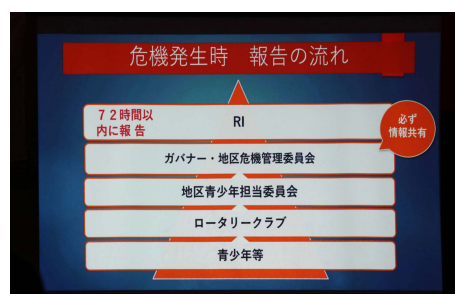 危機発生時　報告の流れ
７２時間以
内に報 告
RI
必ず
情報共有
ガバナー・地区危機管理委員会
地区青少年担当委員会
ロータリークラブ
青少年等